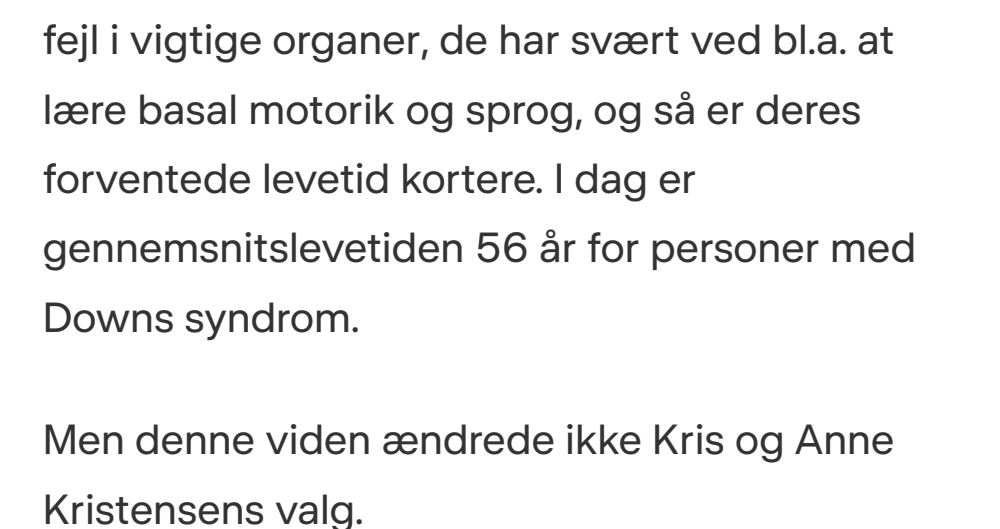 fejl i vigtige organer, de har svært ved bl.a. at
lære basal motorik og sprog, og så er deres
forventede levetid kortere. I dag er
gennemsnitslevetiden 56 år for personer med
Downs syndrom.
Men denne viden ændrede ikke Kris og Anne
Kristensens valg.